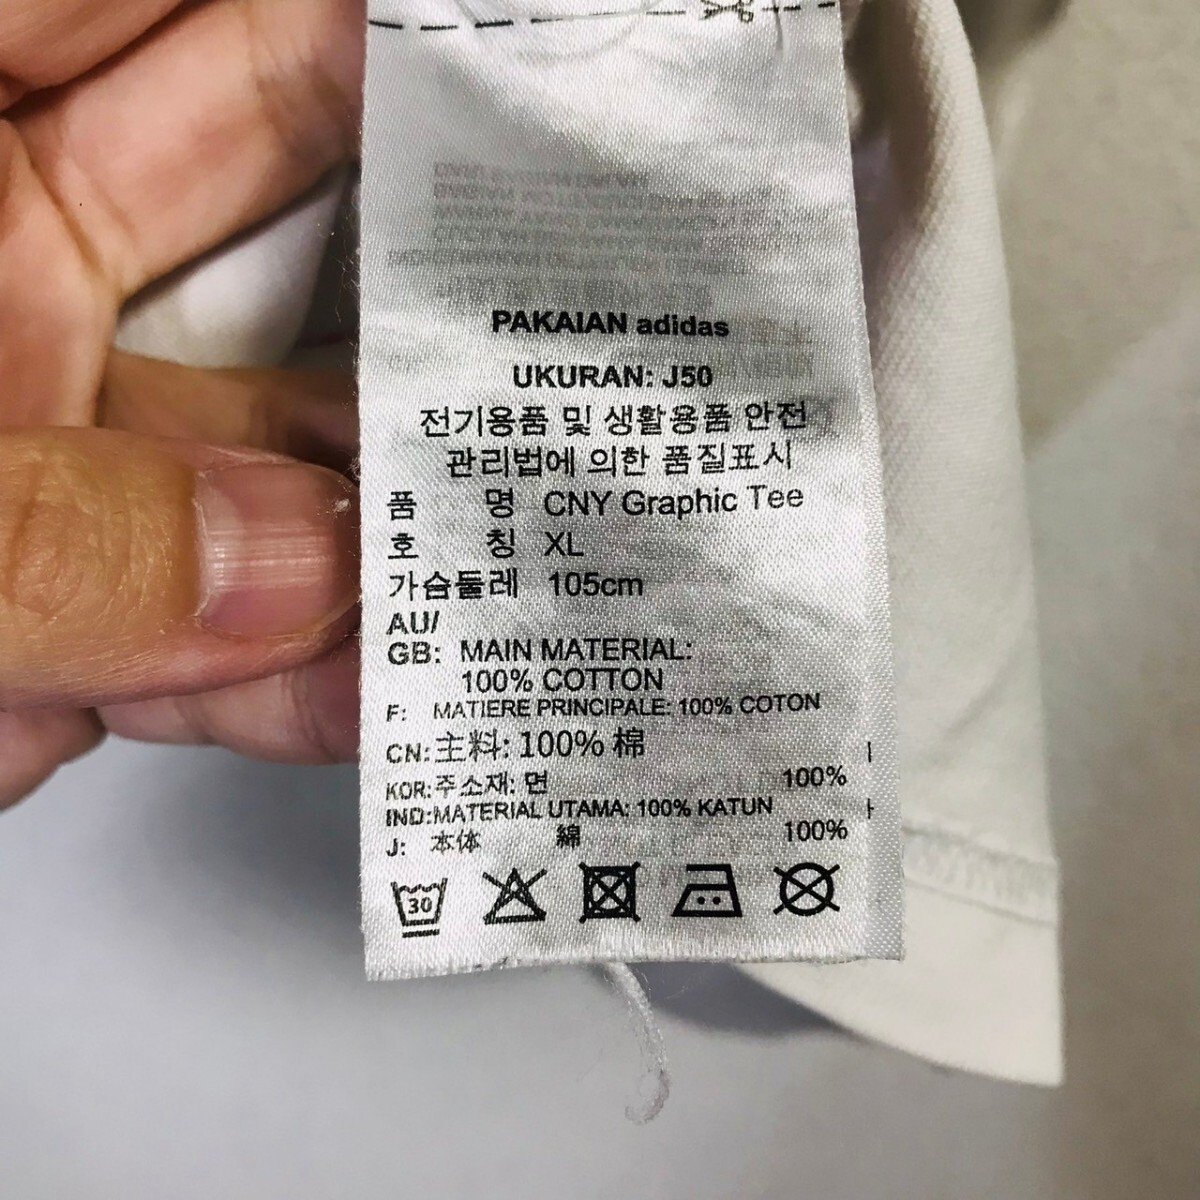 PAKAIAN adidas
UKURAN: J50
전기용품 및 생활용품 안전
관리법에 의한 품질표시
품 명 CNY Graphic Tee
호 칭 XL
가슴둘레 105cm
AU/
GB: MAIN MATERIAL:
100% COTTON
F: MATIERE PRINCIPALE: 100% COTON
CN: 主料: 100% 棉
KOR: 주소재: 면 100%
IND: MATERIAL UTAMA: 100% KATUN
J: 本体 綿 100%
30